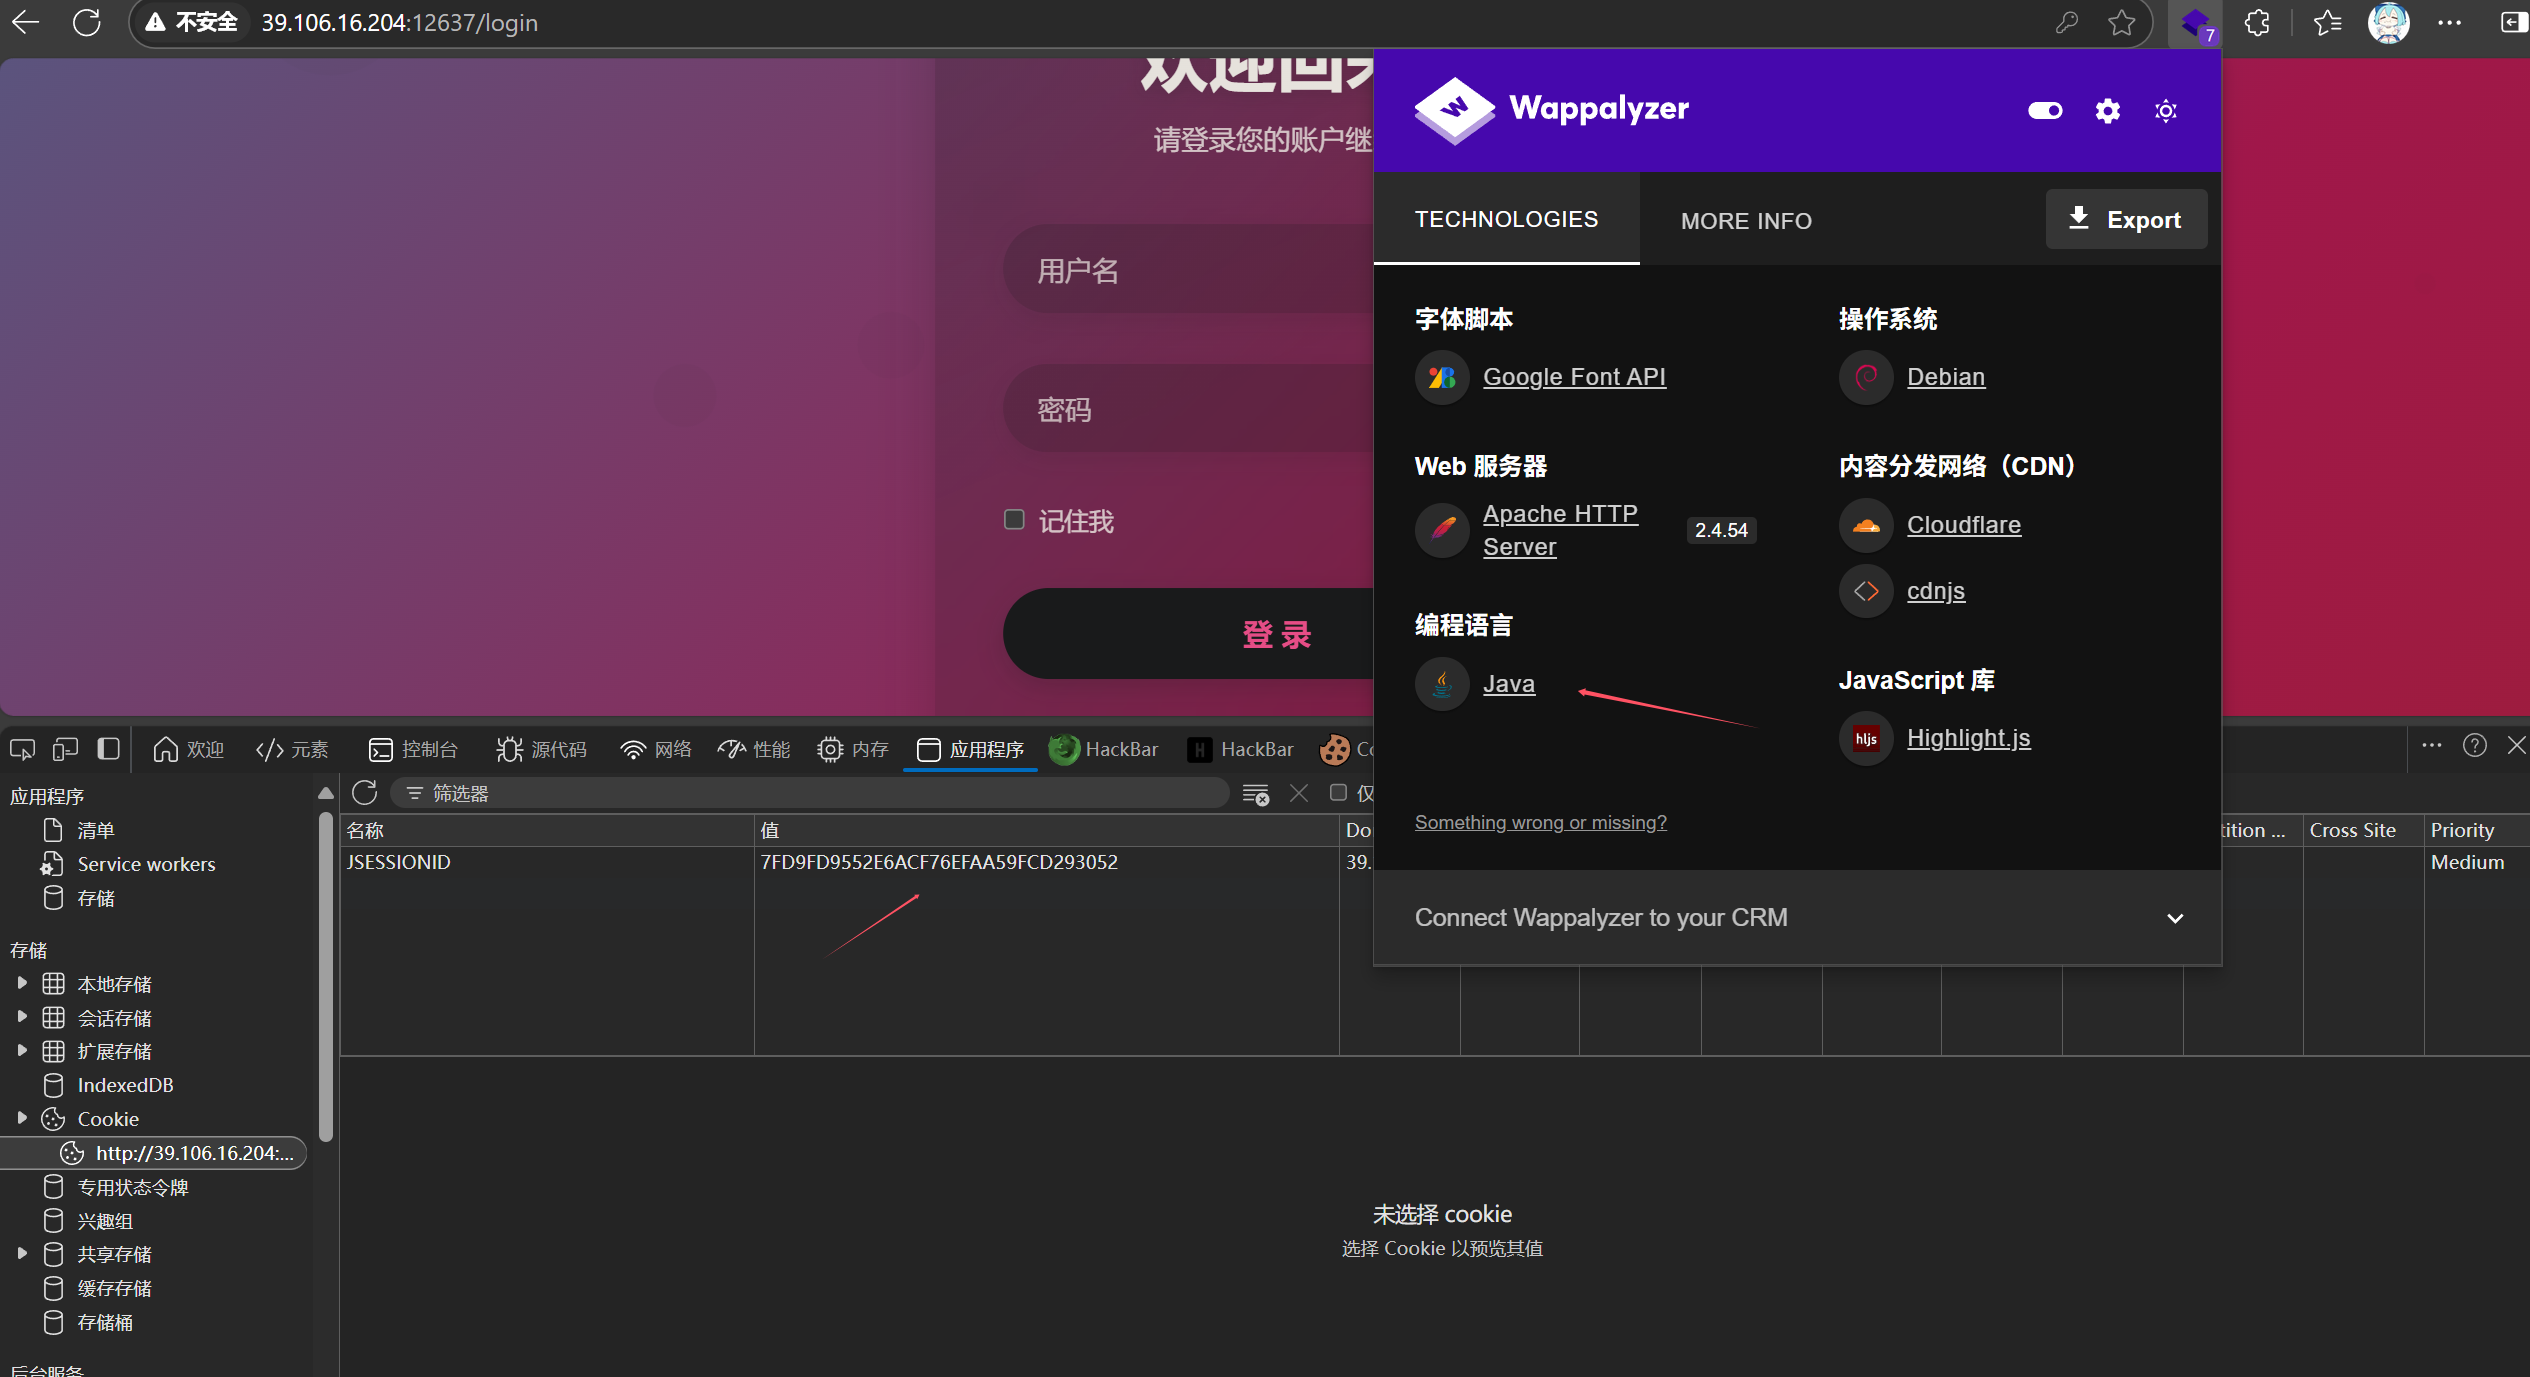 不安全
39.106.16.204:12637/login
7
请登录您的账户继
用户名
密码
记住我
登 录
Wappalyzer
TECHNOLOGIES
MORE INFO
Export
字体脚本
Google Font API
Web 服务器
Apache HTTP
Server
2.4.54
编程语言
Java
操作系统
Debian
内容分发网络（CDN）
Cloudflare
cdnjs
JavaScript 库
hljs
Highlight.js
Something wrong or missing?
Connect Wappalyzer to your CRM
欢迎
元素
控制台
源代码
网络
性能
内存
应用程序
HackBar
H
HackBar
Co
应用程序
清单
Service workers
存储
存储
本地存储
会话存储
扩展存储
IndexedDB
Cookie
http://39.106.16.204:...
专用状态令牌
兴趣组
共享存储
缓存存储
存储桶
筛选器
仅
名称
值
Do
tition ...
Cross Site
Priority
JSESSIONID
7FD9FD9552E6ACF76EFAA59FCD293052
39.
Medium
未选择 cookie
选择 Cookie 以预览其值